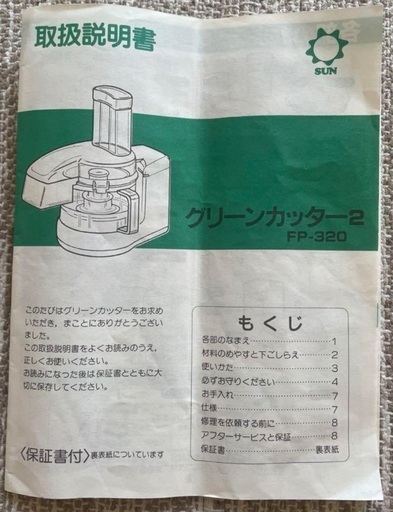 取扱説明書
SUN
グリーンカッター2
FP-320
このたびはグリーンカッターをお求め
いただき，まことにありがとうござい
ました。
この取扱説明書をよくお読みのうえ，
正しくお使いください。
お読みになった後は保証書とともに大
切に保存してください。
〈保証書付〉裏表紙についています
もくじ
各部のなまえ…………………1
材料のめやすと下ごしらえ……2
使いかた………………………3
必ずお守りください……………4
お手入れ………………………7
仕様……………………………7
修理を依頼する前に……………8
アフターサービスと保証………8
保証書……………………裏表紙